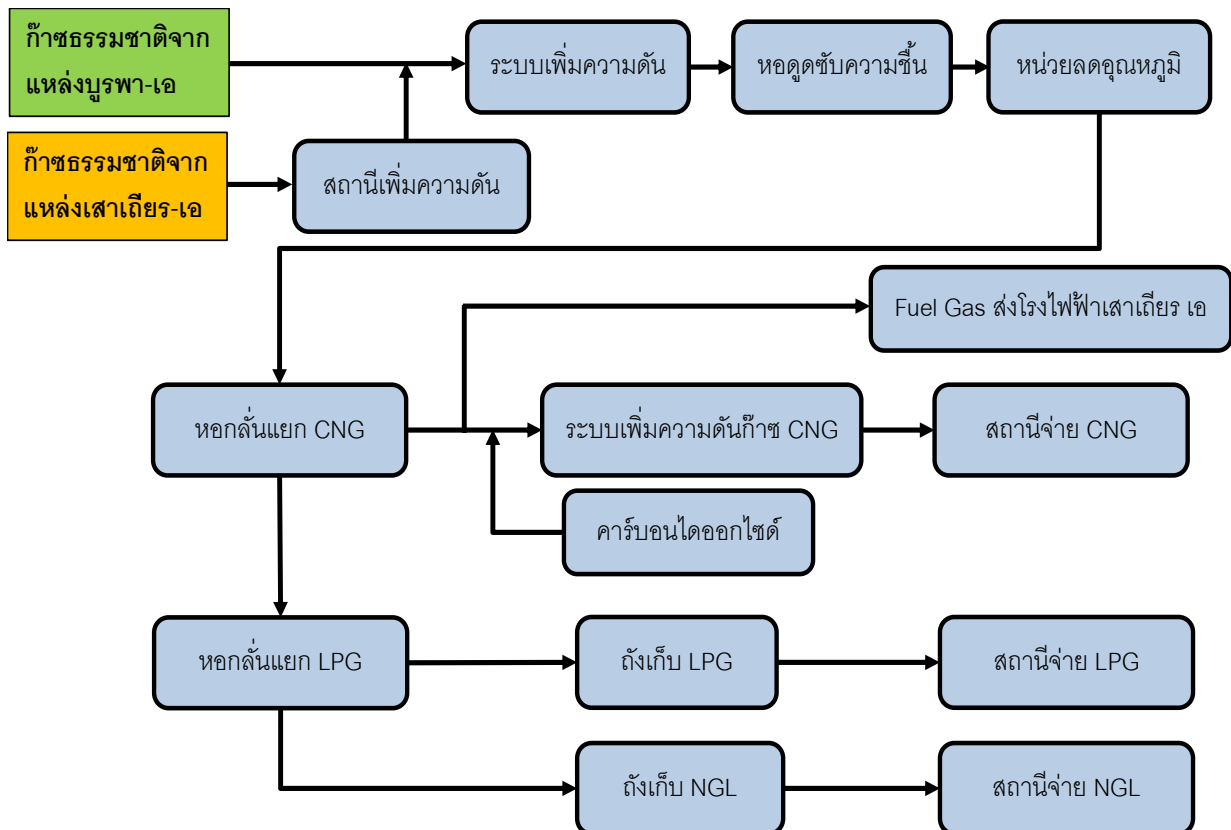 ก๊าซธรรมชาติจาก
แหล่งบูรพา-เอ
ระบบเพิ่มความดัน
หอดูดซับความชื้น
หน่วยลดอุณหภูมิ
ก๊าซธรรมชาติจาก
แหล่งเสาเถียร-เอ
สถานีเพิ่มความดัน
Fuel Gas ส่งโรงไฟฟ้าเสาเถียร เอ
หอกลั่นแยก CNG
ระบบเพิ่มความดันก๊าซ CNG
สถานีจ่าย CNG
คาร์บอนไดออกไซด์
หอกลั่นแยก LPG
ถังเก็บ LPG
สถานีจ่าย LPG
ถังเก็บ NGL
สถานีจ่าย NGL